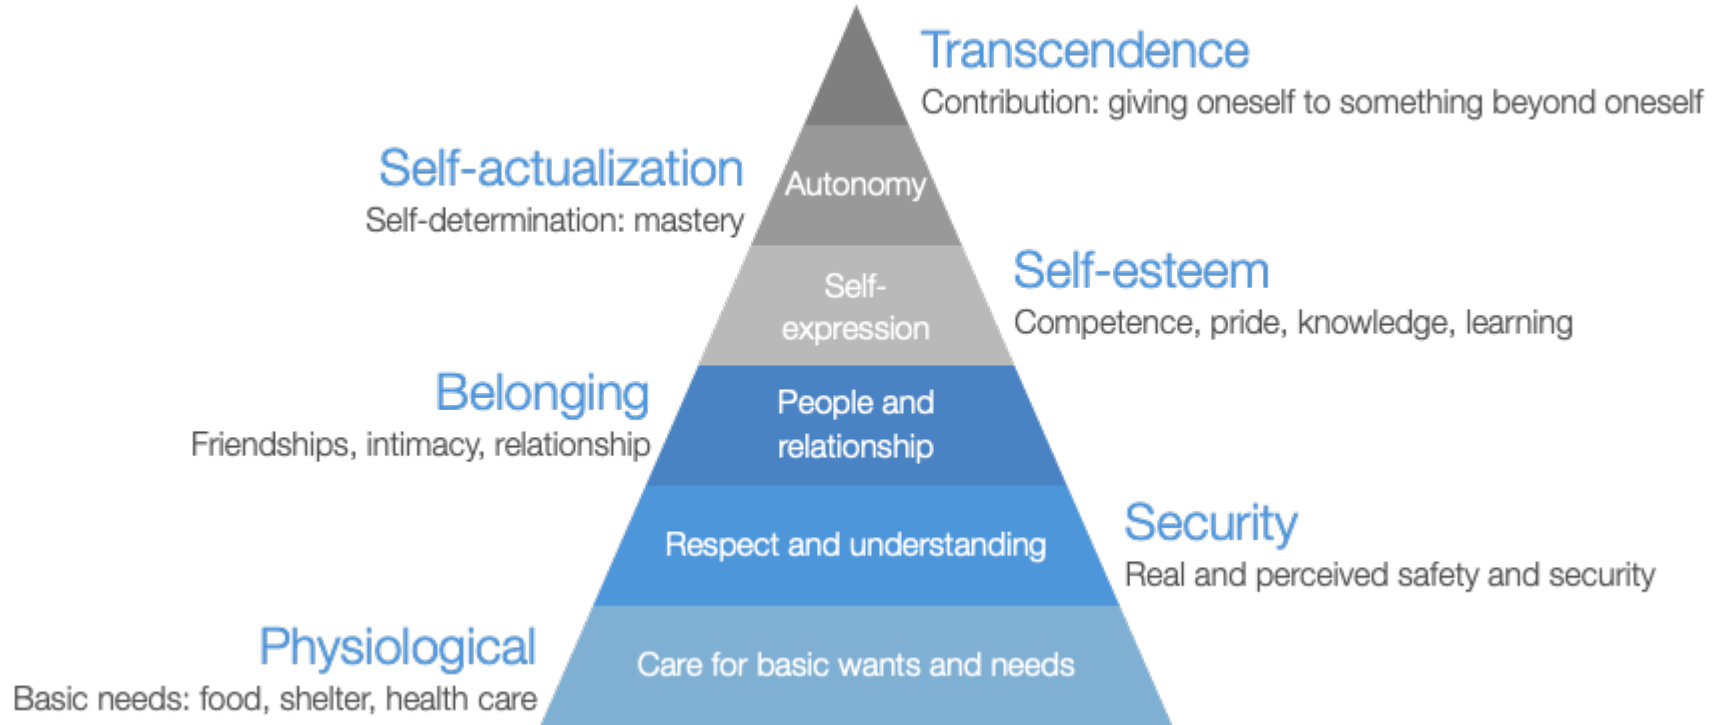 Transcendence
Contribution: giving oneself to something beyond oneself
Self-actualization
Self-determination: mastery
Autonomy
Self-esteem
Competence, pride, knowledge, learning
Self-
expression
Belonging
Friendships, intimacy, relationship
People and
relationship
Security
Real and perceived safety and security
Respect and understanding
Physiological
Basic needs: food, shelter, health care
Care for basic wants and needs